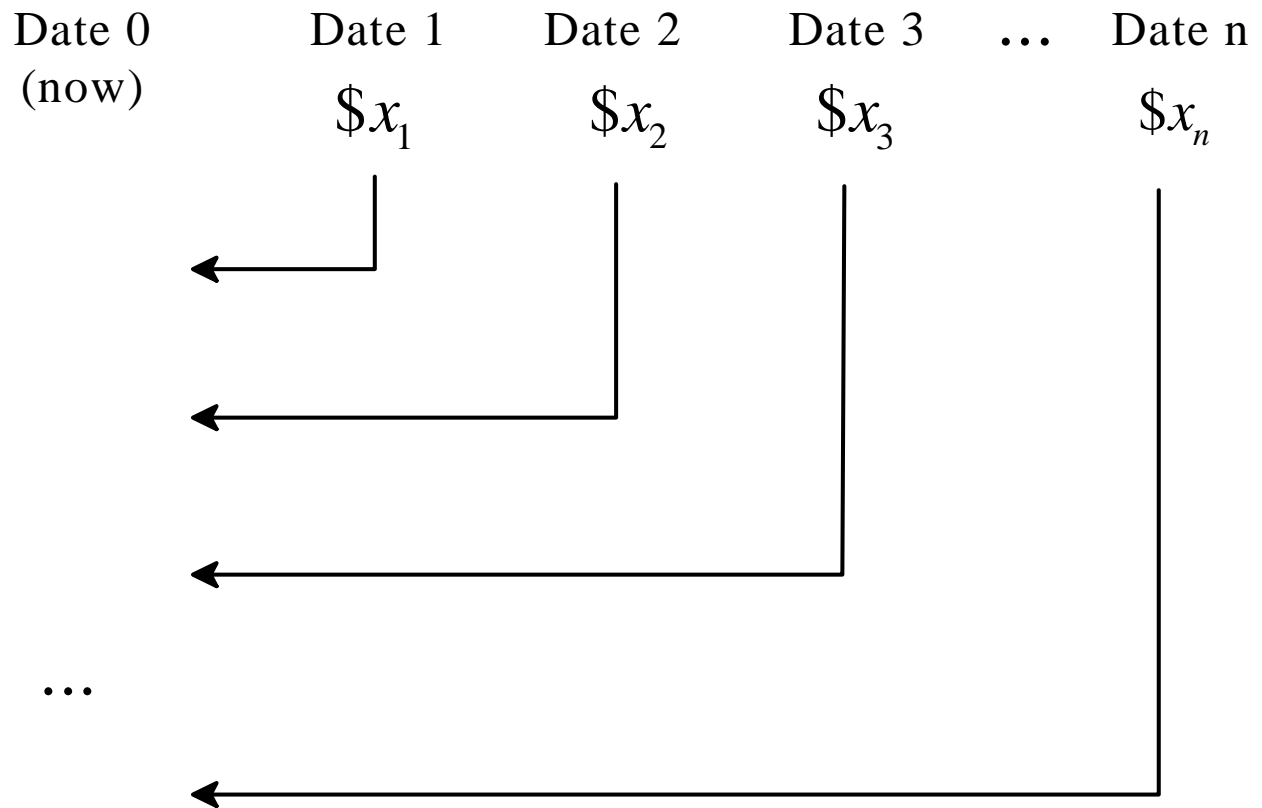 Date 0 Date 1 Date 2 Date 3 ... Date n
(now) $x₁ $x₂ $x₃ $xₙ
...